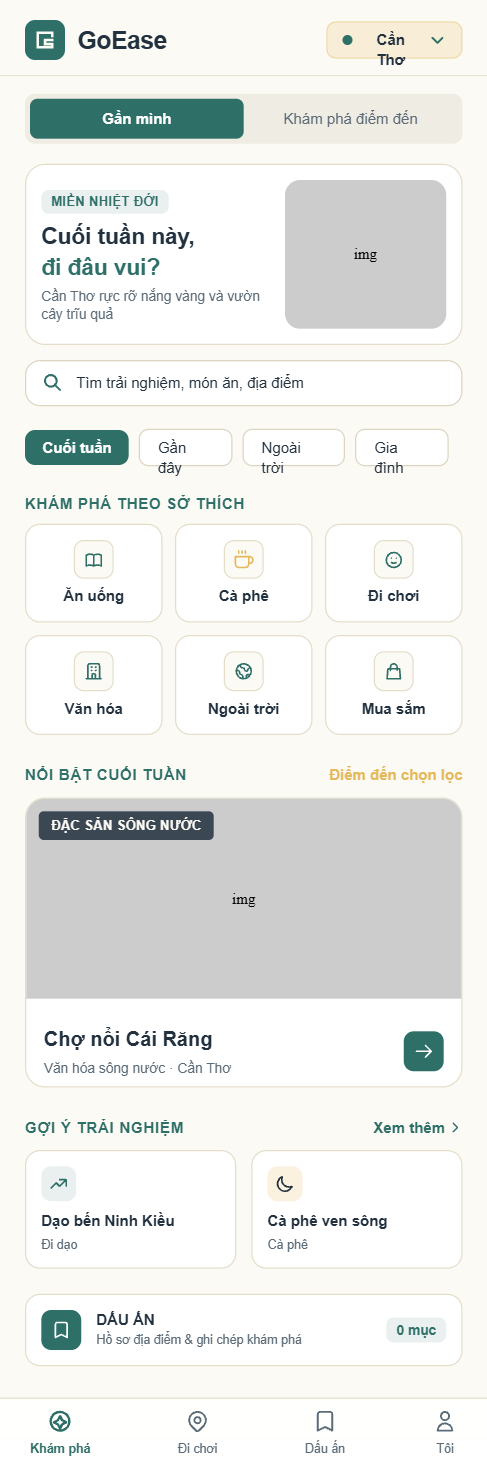 GoEase
Cần
Thơ
Gần mình
Khám phá điểm đến
MIỀN NHIỆT ĐỚI
Cuối tuần này,
đi đâu vui?
Cần Thơ rực rỡ nắng vàng và vườn
cây trĩu quả
img
Tìm trải nghiệm, món ăn, địa điểm
Cuối tuần
Gần
đây
Ngoài
trời
Gia
đình
KHÁM PHÁ THEO SỞ THÍCH
Ăn uống
Cà phê
Đi chơi
Văn hóa
Ngoài trời
Mua sắm
NỔI BẬT CUỐI TUẦN
Điểm đến chọn lọc
ĐẶC SẢN SÔNG NƯỚC
img
Chợ nổi Cái Răng
Văn hóa sông nước · Cần Thơ
GỢI Ý TRẢI NGHIỆM
Xem thêm
Dạo bến Ninh Kiều
Đi dạo
Cà phê ven sông
Cà phê
DẤU ẤN
Hồ sơ địa điểm & ghi chép khám phá
0 mục
Khám phá
Đi chơi
Dấu ấn
Tôi